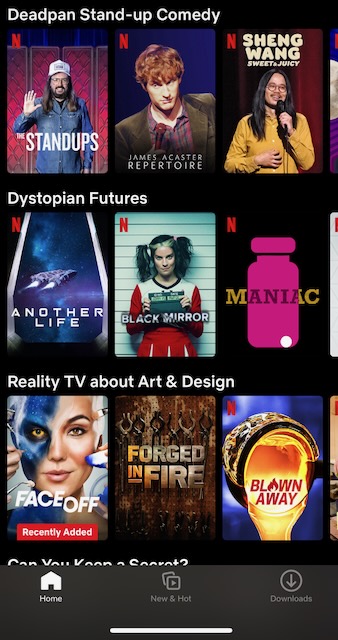 Deadpan Stand-up Comedy
N
THE STANDUPS
N
JAMES ACASTER
REPERTOIRE
N
SHENG
WANG
SWEET & JUICY
Dystopian Futures
N
ANOTHER
LIFE
N
BLACK MIRROR
N
MANIAC
Reality TV about Art & Design
FACE OFF
Recently Added
FORGED
IN FIRE
N
BLOWN
AWAY
Can You Keep a Secret?
Home
New & Hot
Downloads